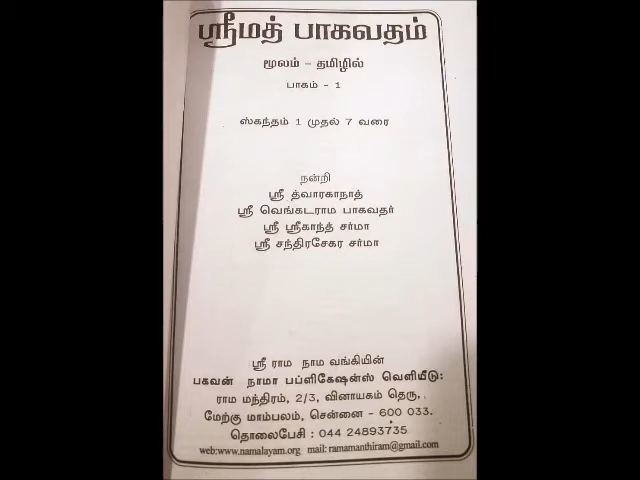 ஸ்ரீமத் பாகவதம்
மூலம் – தமிழில்
பாகம் - 1
ஸ்கந்தம் 1 முதல் 7 வரை
நன்றி
ஸ்ரீ த்வாரகாநாத்
ஸ்ரீ வெங்கடராம பாகவதர்
ஸ்ரீ ஸ்ரீகாந்த் சர்மா
ஸ்ரீ சந்திரசேகர சர்மா
ஸ்ரீ ராம நாம வங்கியின்
பகவன் நாமா பப்ளிகேஷன்ஸ் வெளியீடு:
ராம மந்திரம், 2/3, வினாயகம் தெரு,
மேற்கு மாம்பலம், சென்னை – 600 033.
தொலைபேசி : 044 24893735
web:www.namalayam.org mail: ramamanthiram@gmail.com